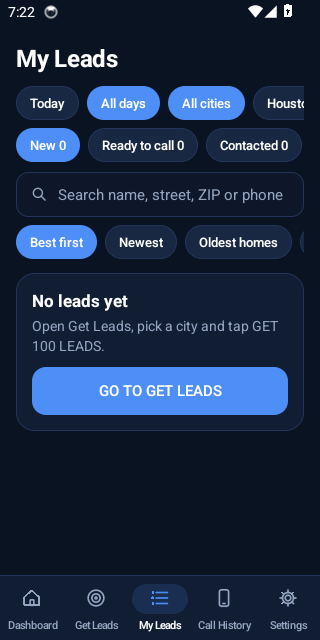 7:22
My Leads
Today All days All cities Housto
New 0 Ready to call 0 Contacted 0
Search name, street, ZIP or phone
Best first Newest Oldest homes
No leads yet
Open Get Leads, pick a city and tap GET
100 LEADS.
GO TO GET LEADS
Dashboard Get Leads My Leads Call History Settings